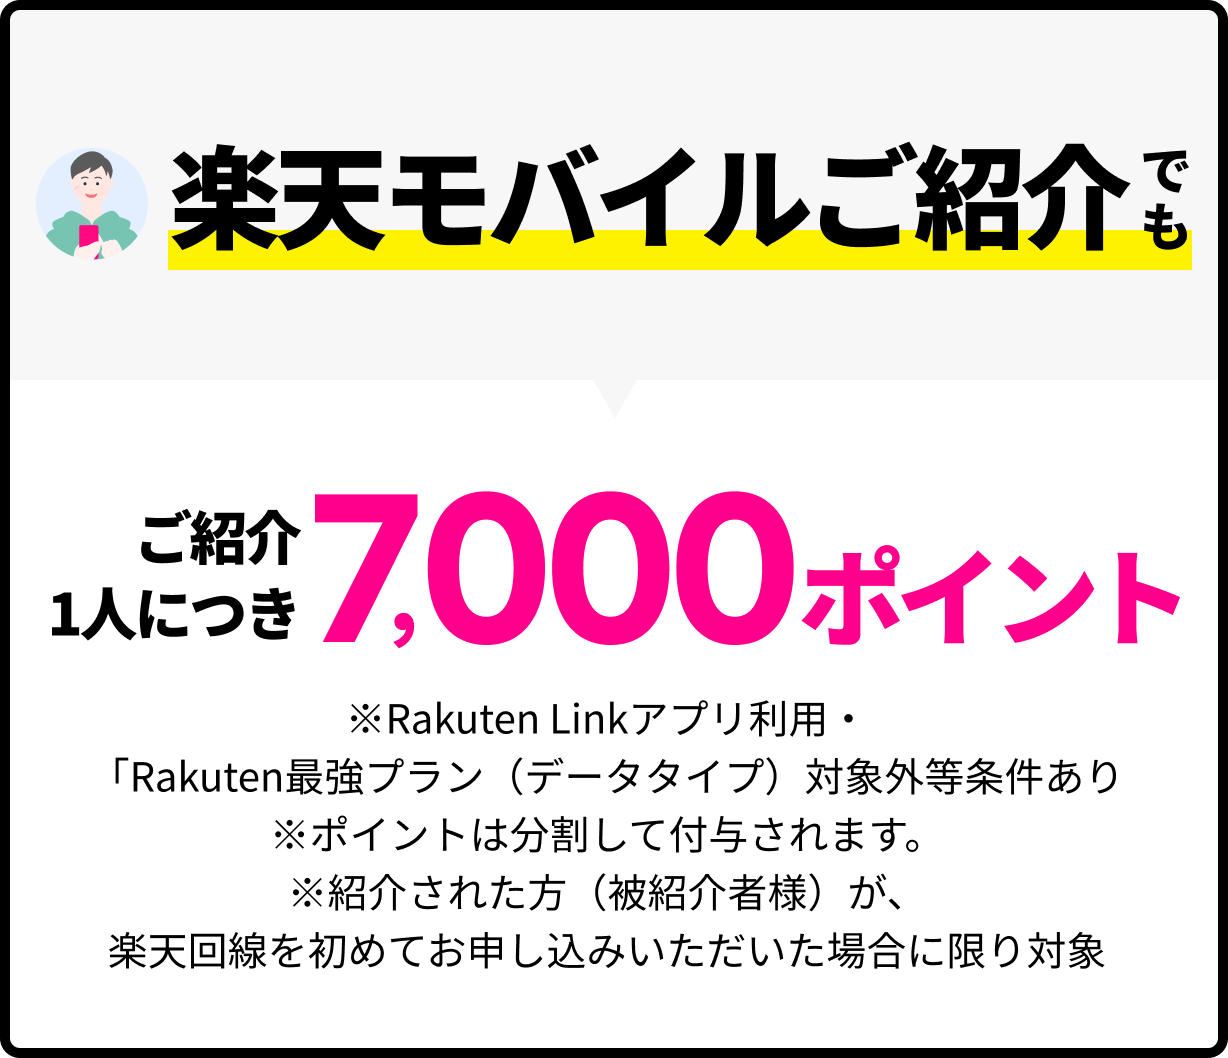 楽天モバイルご紹介でも
ご紹介
1人につき
7,000ポイント
※Rakuten Linkアプリ利用・
「Rakuten最強プラン（データタイプ）対象外等条件あり
※ポイントは分割して付与されます。
※紹介された方（被紹介者様）が、
楽天回線を初めてお申し込みいただいた場合に限り対象